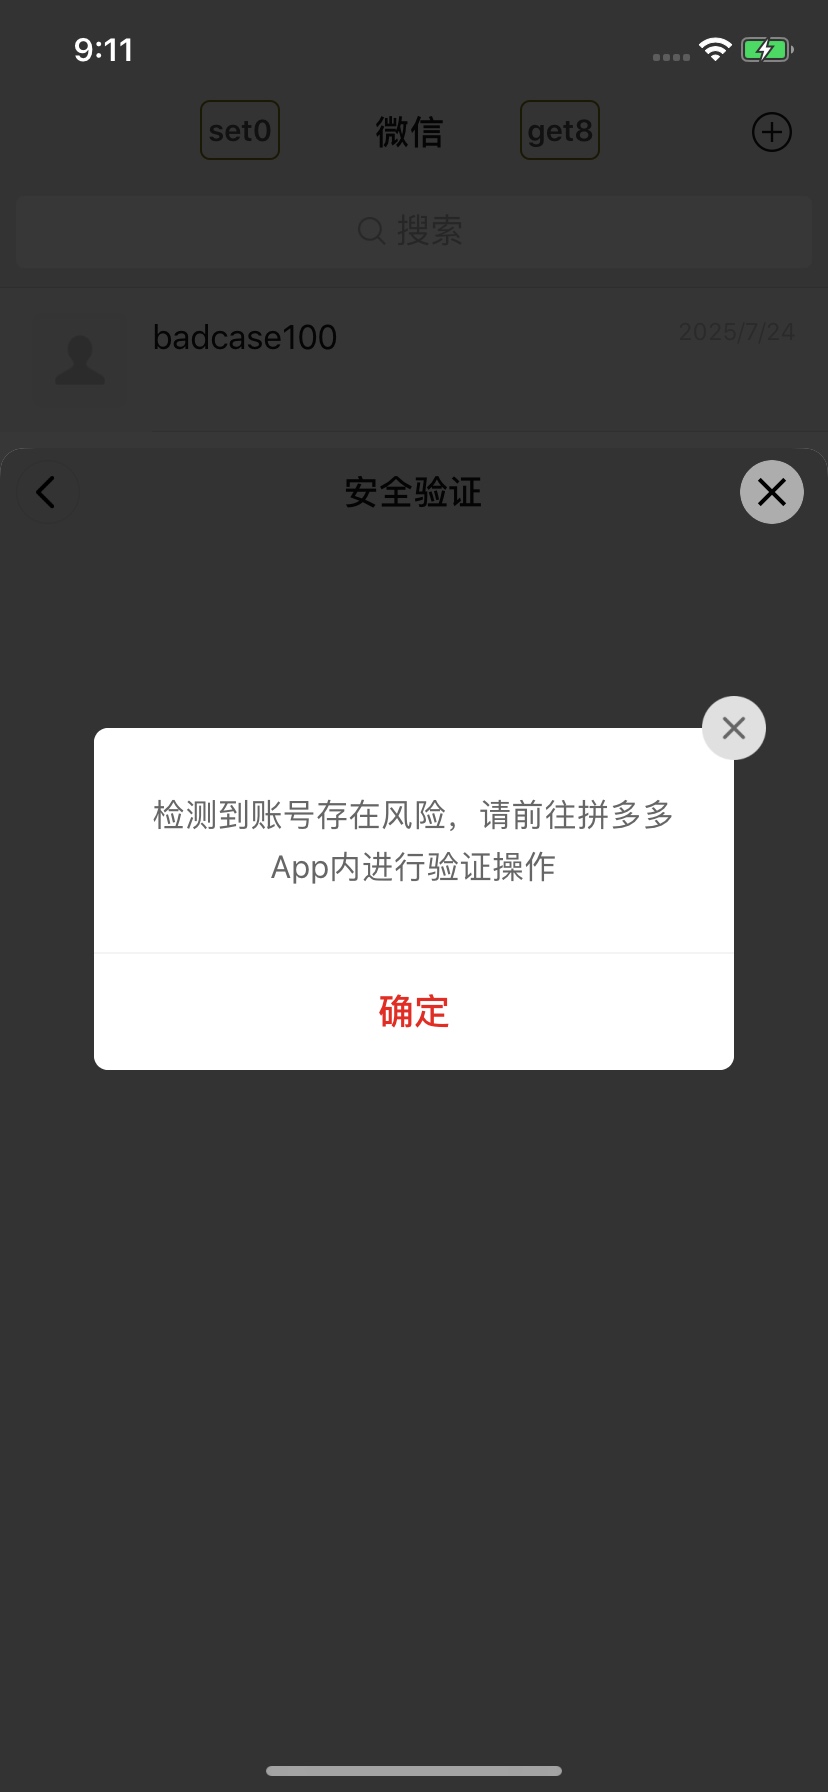 9:11
set0 微信 get8
搜索
badcase100 2025/7/24
安全验证
检测到账号存在风险，请前往拼多多
App内进行验证操作
确定